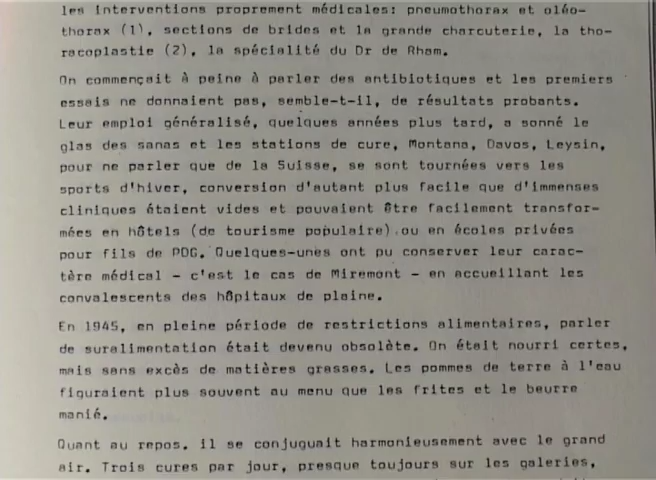 les interventions proprement médicales: pneumothorax et oléo-
thorax (1), sections de brides et la grande charcuterie, la tho-
racoplastie (2), la spécialité du Dr de Rham.
On commençait à peine à parler des antibiotiques et les premiers
essais ne donnaient pas, semble-t-il, de résultats probants.
Leur emploi généralisé, quelques années plus tard, a sonné le
glas des sanas et les stations de cure, Montana, Davos, Leysin,
pour ne parler que de la Suisse, se sont tournées vers les
sports d'hiver, conversion d'autant plus facile que d'immenses
cliniques étaient vides et pouvaient être facilement transfor-
mées en hôtels (de tourisme populaire) ou en écoles privées
pour fils de PDG. Quelques-unes ont pu conserver leur carac-
tère médical - c'est le cas de Miremont - en accueillant les
convalescents des hôpitaux de plaine.
En 1945, en pleine période de restrictions alimentaires, parler
de suralimentation était devenu obsolète. On était nourri certes,
mais sans excès de matières grasses. Les pommes de terre à l'eau
figuraient plus souvent au menu que les frites et le beurre
manié.
Quant au repos, il se conjuguait harmonieusement avec le grand
air. Trois cures par jour, presque toujours sur les galeries,